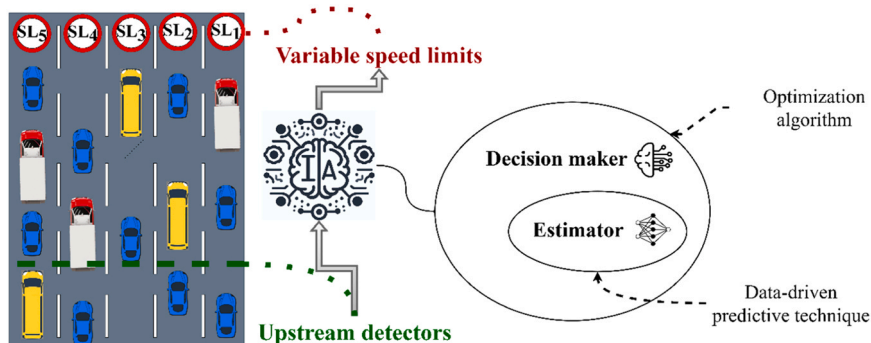 SL5 SL4 SL3 SL2 SL1
Variable speed limits
IA
Upstream detectors
Decision maker
Estimator
Optimization
algorithm
Data-driven
predictive technique